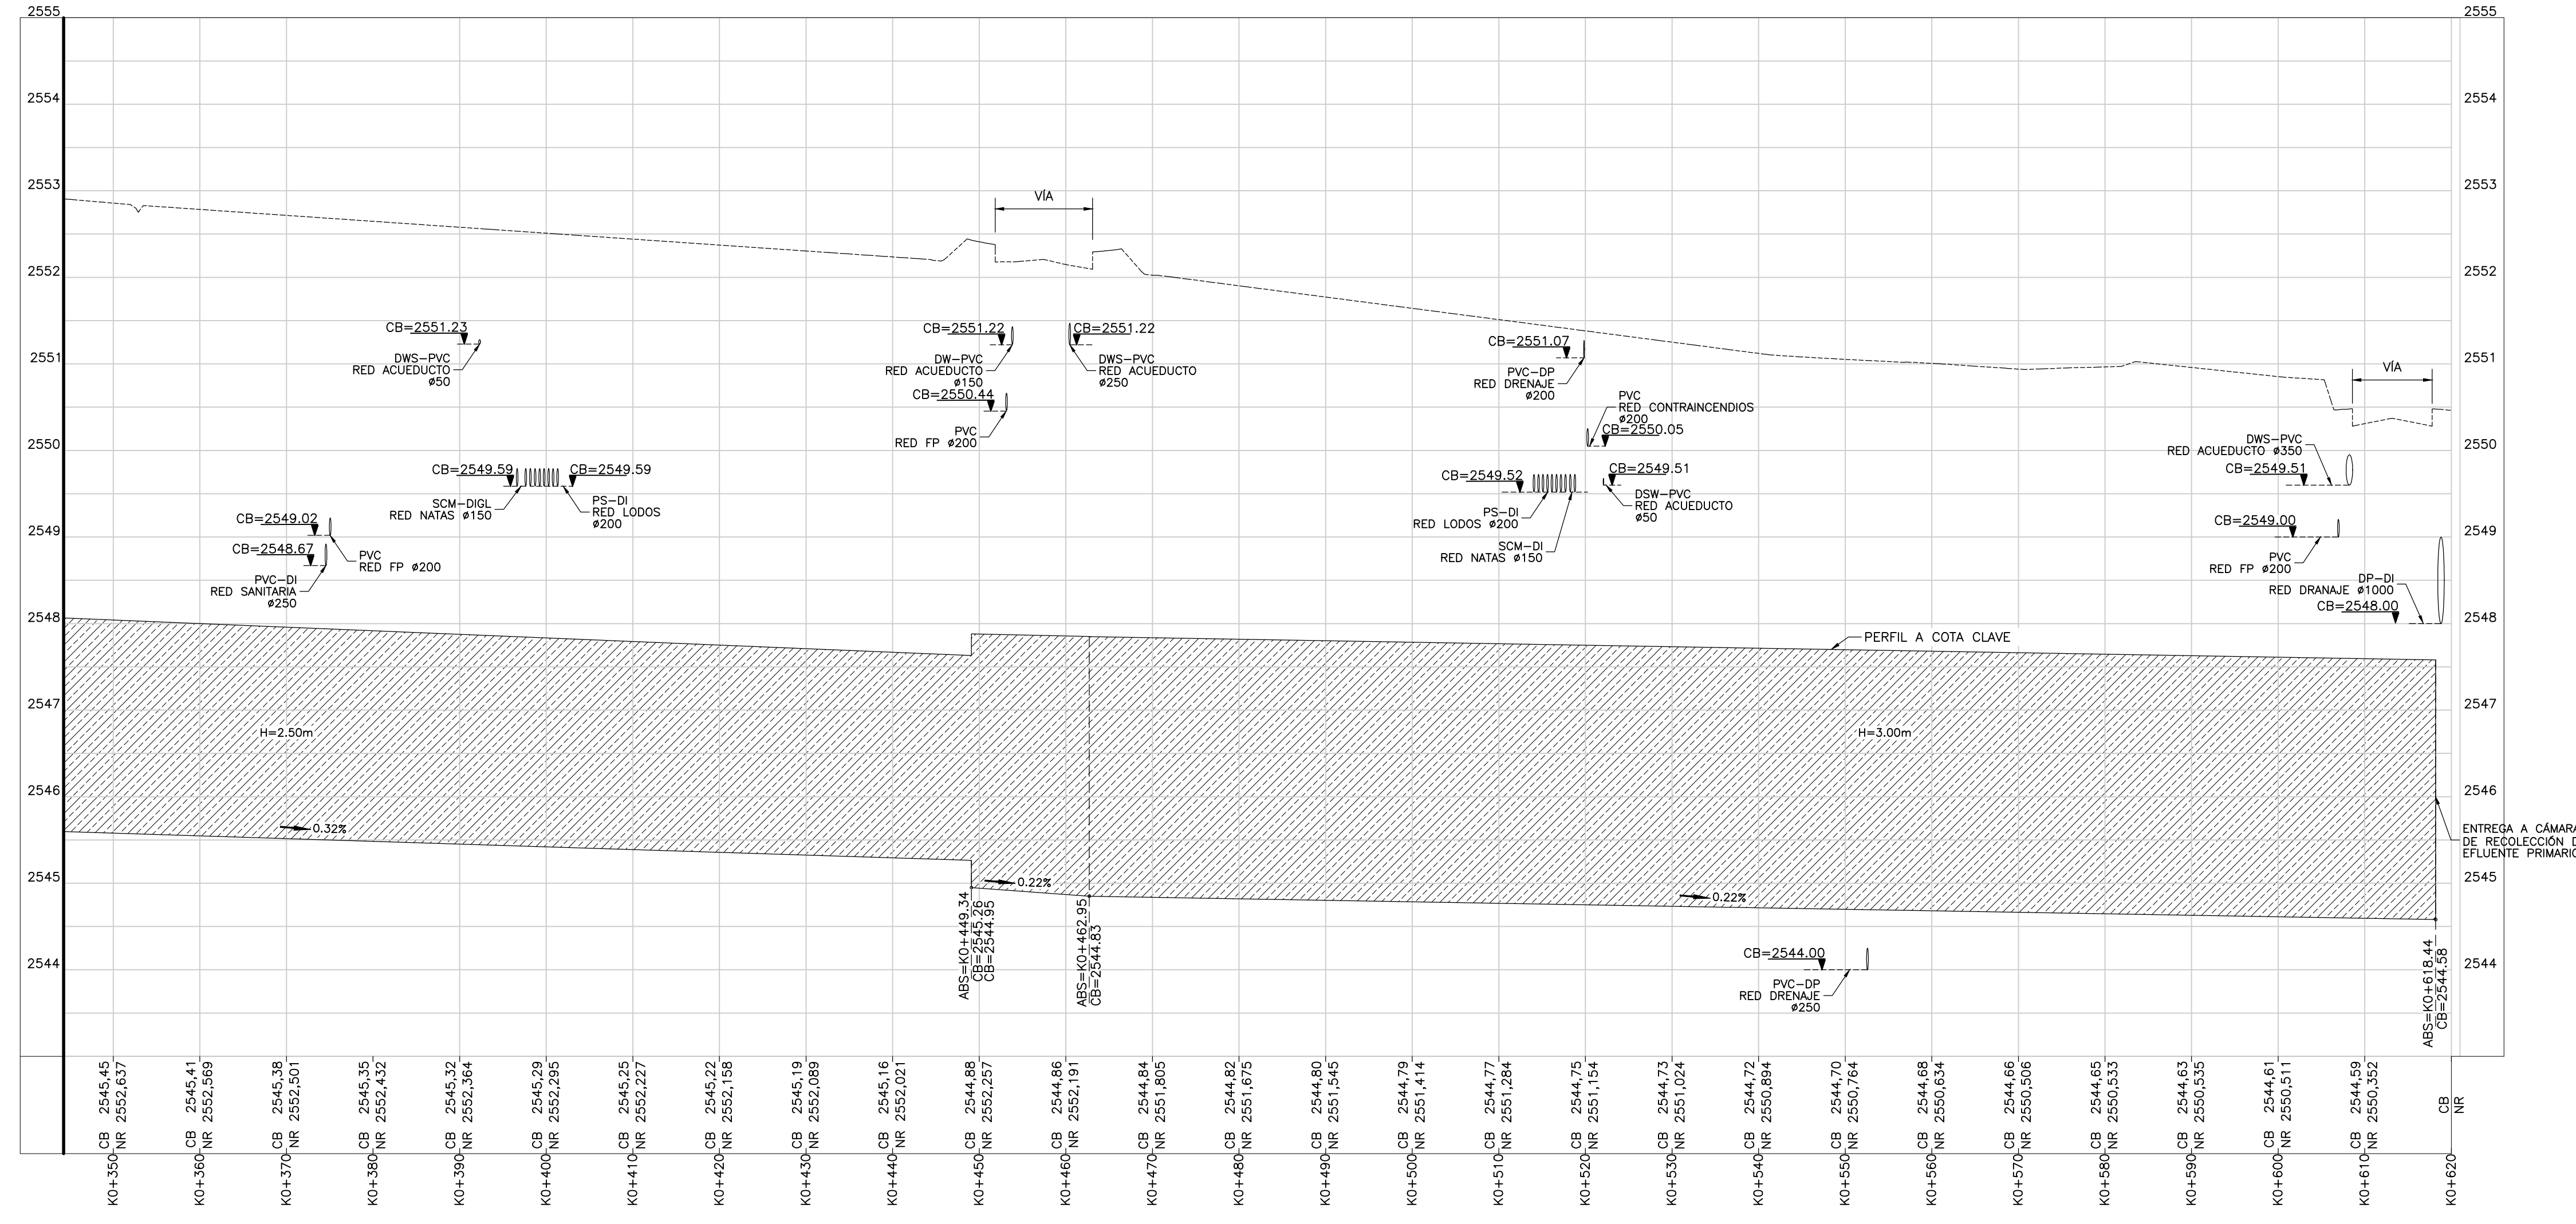 2555
2555
2554
2554
2553
2553
2552
2552
2551
2551
2550
2550
2549
2549
2548
2548
2547
2547
2546
2546
2545
2545
2544
2544
VÍA
CB=2551.23
DWS-PVC
RED ACUEDUCTO
ø50
CB=2551.22
DW-PVC
RED ACUEDUCTO
ø150
CB=2551.22
DWS-PVC
RED ACUEDUCTO
ø250
CB=2550.44
PVC
RED FP ø200
CB=2551.07
PVC-DP
RED DRENAJE
ø200
PVC
RED CONTRAINCENDIOS
ø200
CB=2550.05
VÍA
DWS-PVC
RED ACUEDUCTO ø350
CB=2549.51
CB=2549.59
SCM-DIGL
RED NATAS ø150
CB=2549.59
PS-DI
RED LODOS
ø200
CB=2549.02
PVC
RED FP ø200
CB=2548.67
PVC-DI
RED SANITARIA
ø250
CB=2549.52
PS-DI
RED LODOS ø200
SCM-DI
RED NATAS ø150
CB=2549.51
DSW-PVC
RED ACUEDUCTO
ø50
CB=2549.00
PVC
RED FP ø200
DP-DI
RED DRANAJE ø1000
CB=2548.00
PERFIL A COTA CLAVE
H=2.50m
H=3.00m
0.32%
0.22%
0.22%
ENTREGA A CÁMARA
DE RECOLECCIÓN D
EFLUENTE PRIMARIO
ABS=K0+449.34
CB=2545.26
CB=2544.95
ABS=K0+462.95
CB=2544.83
CB=2544.00
PVC-DP
RED DRENAJE
ø250
ABS=K0+618.44
CB=2544.58
CB 2545,45
NR 2552,637
K0+350
CB 2545,41
NR 2552,569
K0+360
CB 2545,38
NR 2552,501
K0+370
CB 2545,35
NR 2552,432
K0+380
CB 2545,32
NR 2552,364
K0+390
CB 2545,29
NR 2552,295
K0+400
CB 2545,25
NR 2552,227
K0+410
CB 2545,22
NR 2552,158
K0+420
CB 2545,19
NR 2552,089
K0+430
CB 2545,16
NR 2552,021
K0+440
CB 2544,88
NR 2552,257
K0+450
CB 2544,86
NR 2552,191
K0+460
CB 2544,84
NR 2551,805
K0+470
CB 2544,82
NR 2551,675
K0+480
CB 2544,80
NR 2551,545
K0+490
CB 2544,79
NR 2551,414
K0+500
CB 2544,77
NR 2551,284
K0+510
CB 2544,75
NR 2551,154
K0+520
CB 2544,73
NR 2551,024
K0+530
CB 2544,72
NR 2550,894
K0+540
CB 2544,70
NR 2550,764
K0+550
CB 2544,68
NR 2550,634
K0+560
CB 2544,66
NR 2550,506
K0+570
CB 2544,65
NR 2550,533
K0+580
CB 2544,63
NR 2550,535
K0+590
CB 2544,61
NR 2550,511
K0+600
CB 2544,59
NR 2550,352
K0+610
CB
NR
K0+620